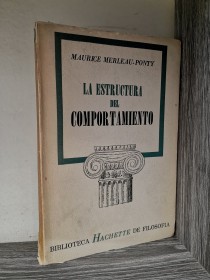 MAURICE MERLEAU-PONTY
LA ESTRUCTURA
DEL
COMPORTAMIENTO
BIBLIOTECA HACHETTE DE FILOSOFIA